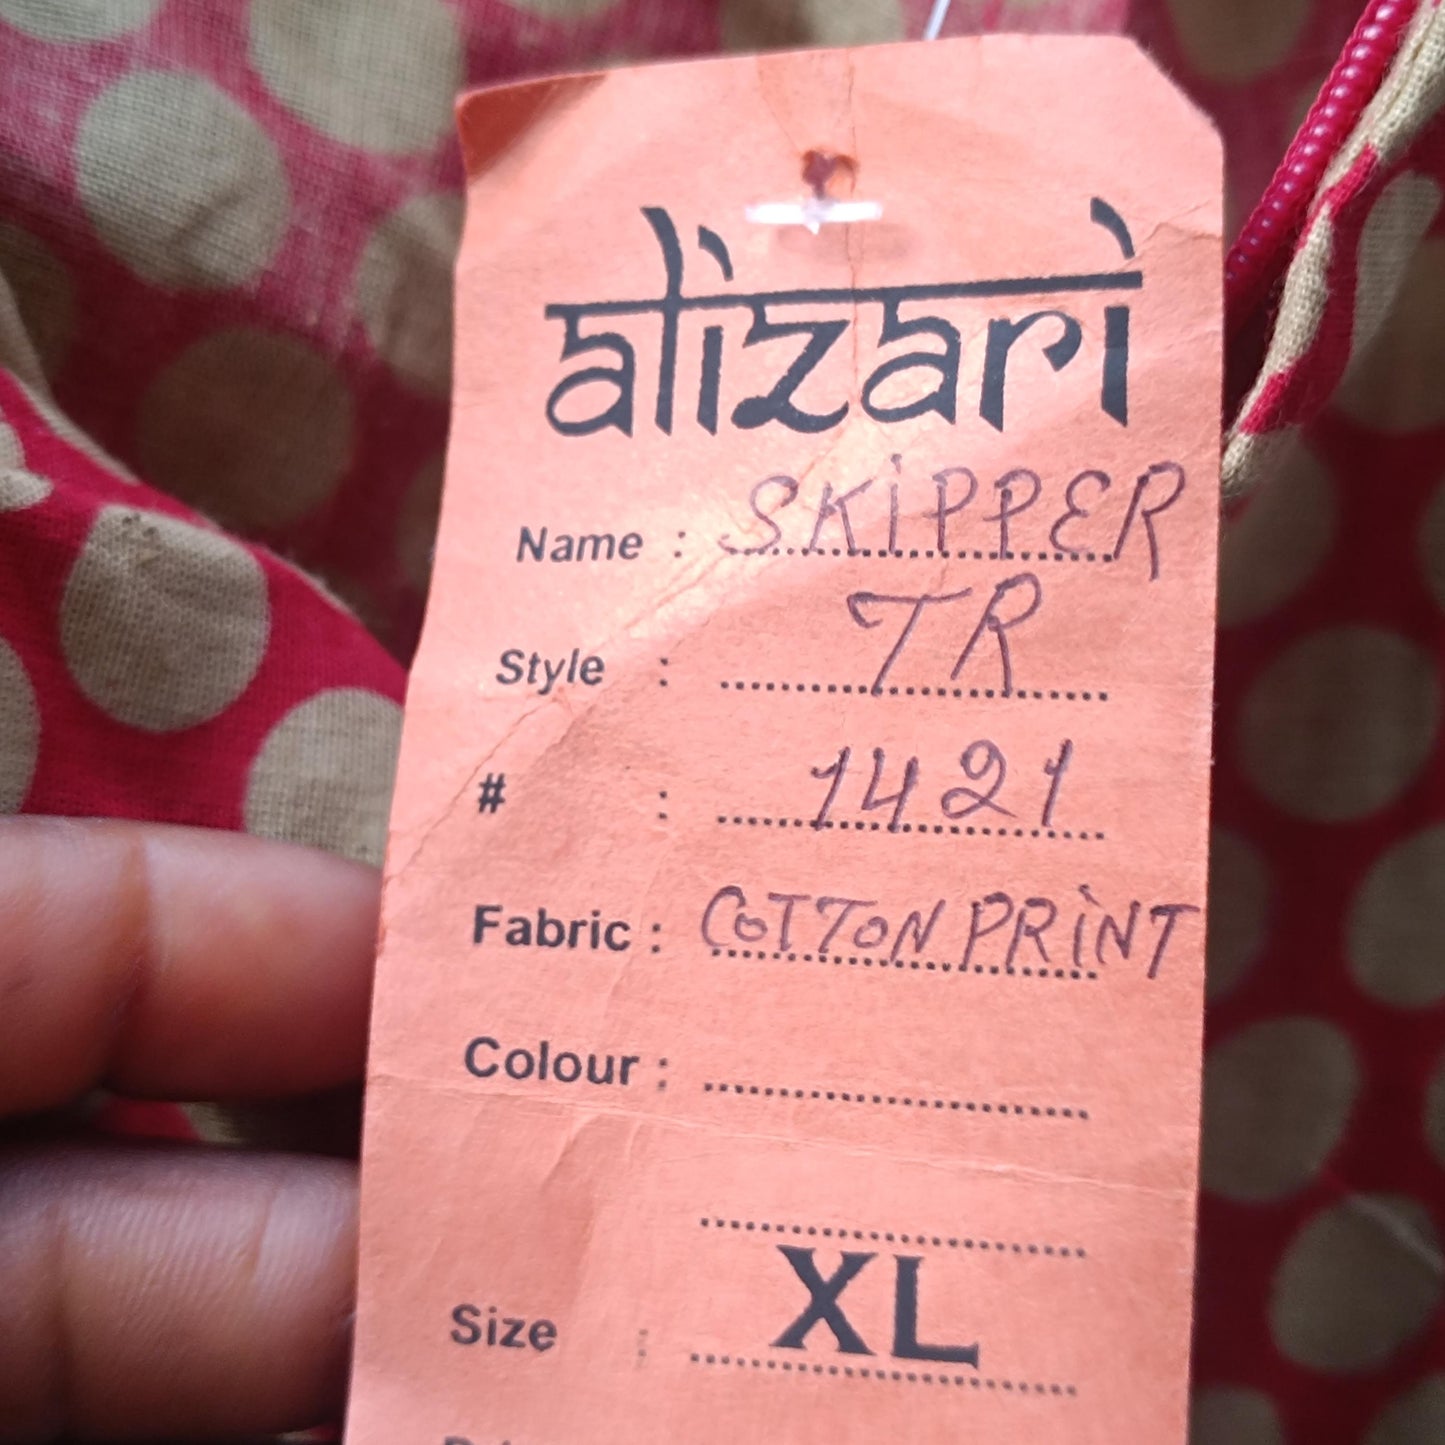 alizari
Name : SKIPPER
Style : TR
# : 1421
Fabric : COTTON PRINT
Colour :
Size : XL